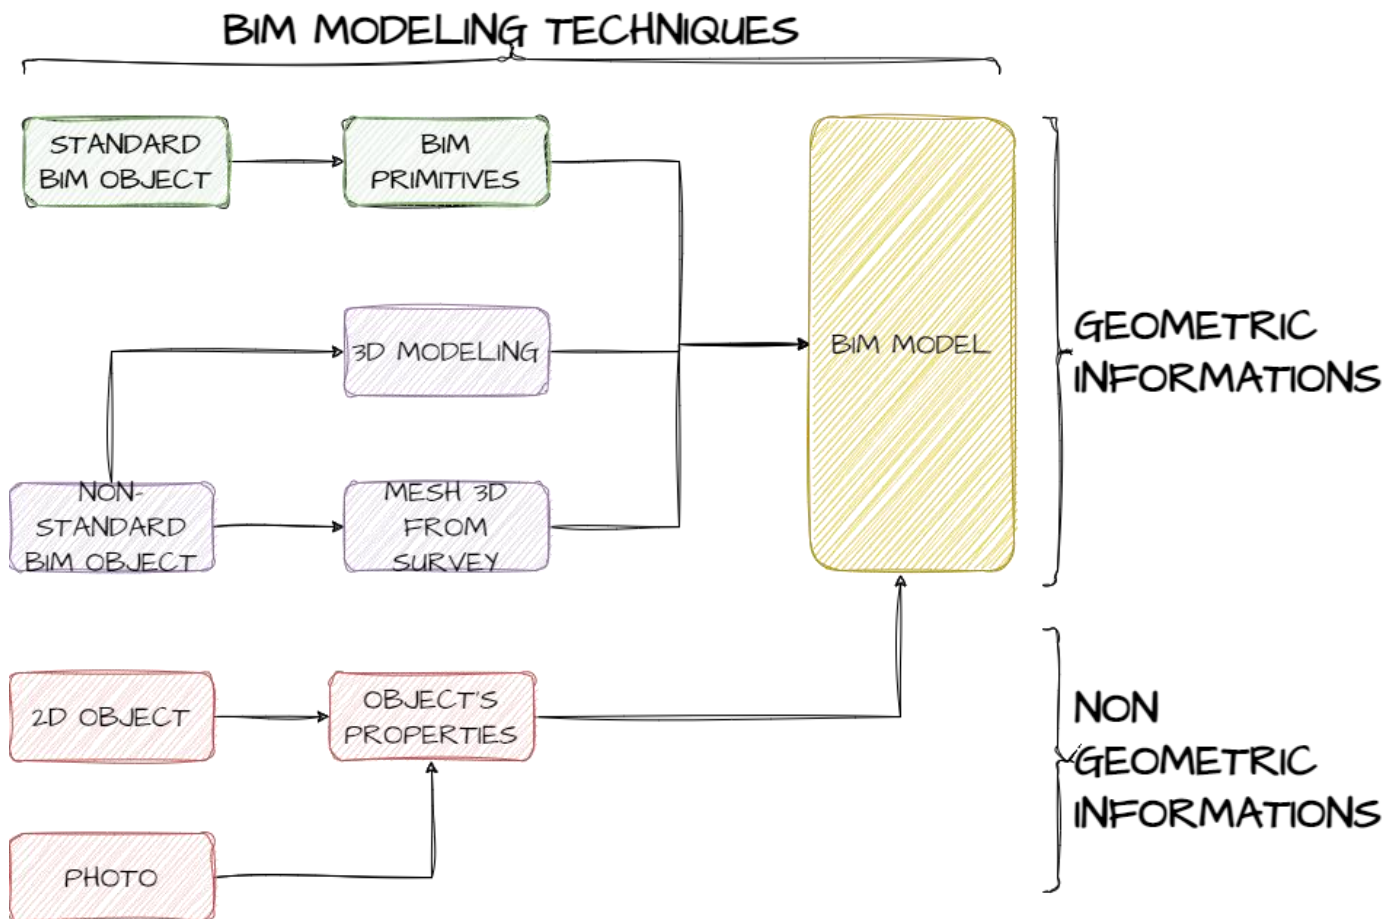 BIM MODELING TECHNIQUES
STANDARD
BIM OBJECT
BIM
PRIMITIVES
3D MODELING
BIM MODEL
GEOMETRIC
INFORMATIONS
NON-
STANDARD
BIM OBJECT
MESH 3D
FROM
SURVEY
2D OBJECT
OBJECT'S
PROPERTIES
NON
GEOMETRIC
INFORMATIONS
PHOTO